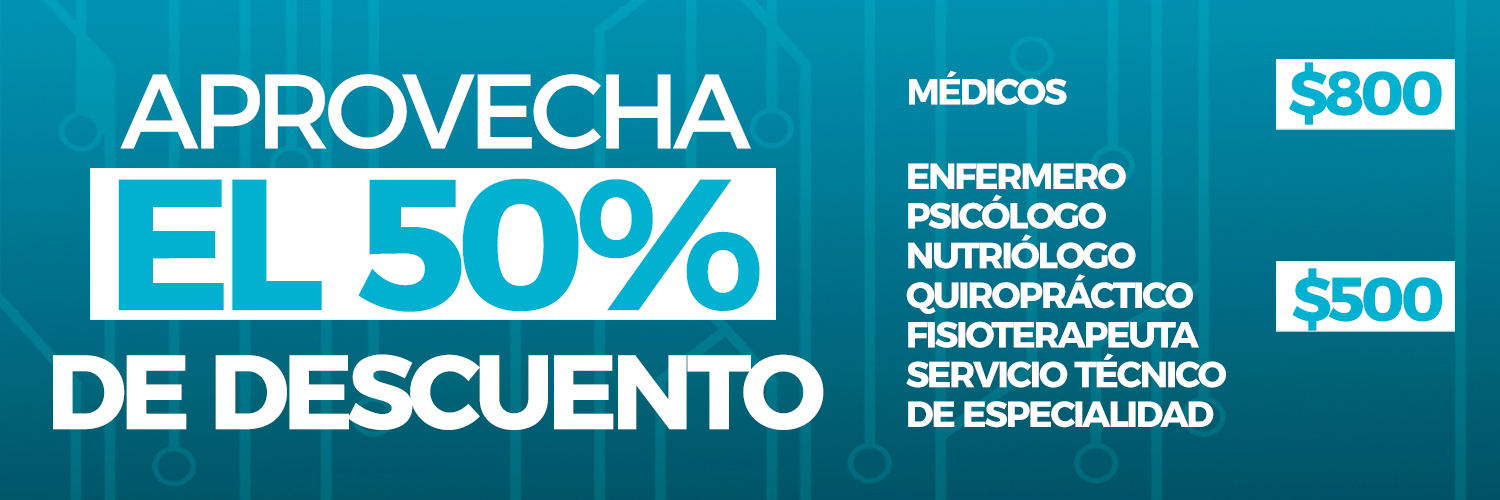 APROVECHA
EL 50%
DE DESCUENTO
MÉDICOS
$800
ENFERMERO
PSICÓLOGO
NUTRIÓLOGO
QUIROPRÁCTICO
FISIOTERAPEUTA
SERVICIO TÉCNICO
DE ESPECIALIDAD
$500